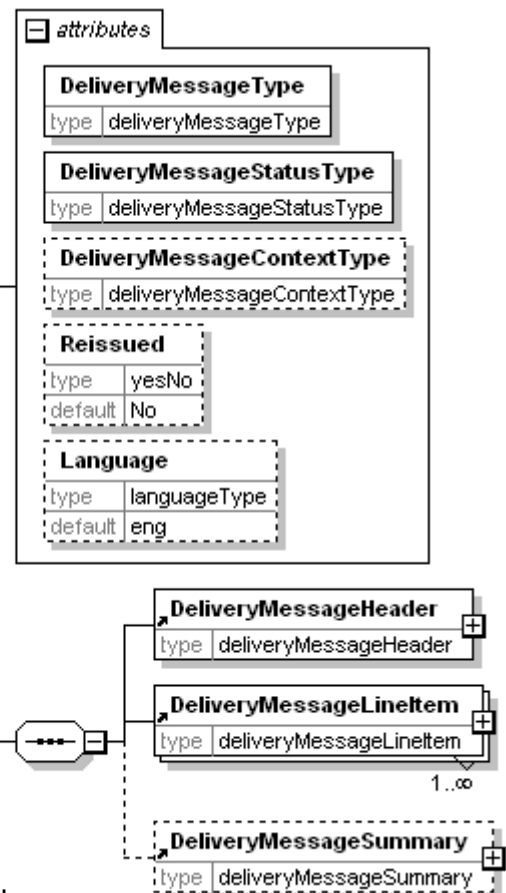 attributes
DeliveryMessageType
type deliveryMessageType
DeliveryMessageStatusType
type deliveryMessageStatusType
DeliveryMessageContextType
type deliveryMessageContextType
Reissued
type yesNo
default No
Language
type languageType
default eng
DeliveryMessageHeader
type deliveryMessageHeader
DeliveryMessageLineItem
type deliveryMessageLineItem
1..∞
DeliveryMessageSummary
type deliveryMessageSummary